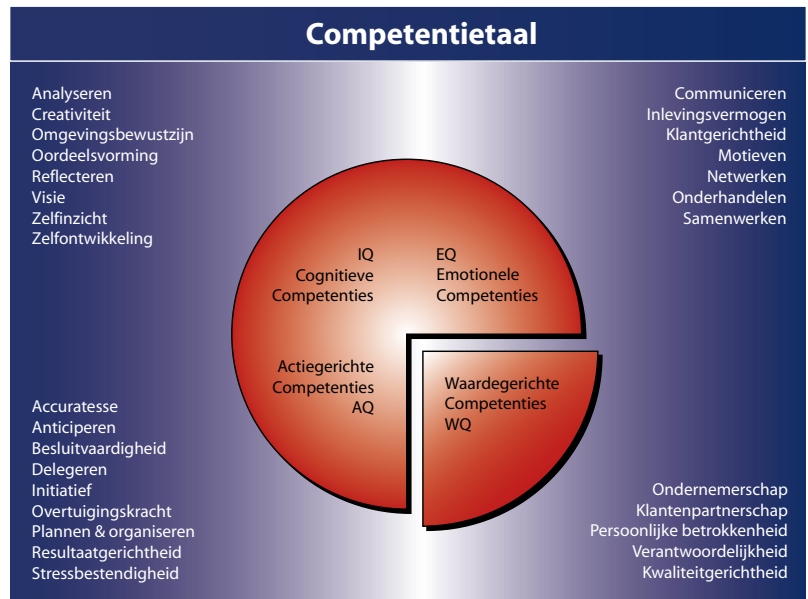 Competentietaal
Analyseren
Creativiteit
Omgevingsbewustzijn
Oordeelsvorming
Reflecteren
Visie
Zelfinzicht
Zelfontwikkeling
Communiceren
Inlevingsvermogen
Klantgerichtheid
Motieven
Netwerken
Onderhandelen
Samenwerken
IQ
Cognitieve
Competenties
EQ
Emotionele
Competenties
Actiegerichte
Competenties
AQ
Waardegerichte
Competenties
WQ
Accuratesse
Anticiperen
Besluitvaardigheid
Delegeren
Initiatief
Overtuigingskracht
Plannen & organiseren
Resultaatgerichtheid
Stressbestendigheid
Ondernemerschap
Klantenpartnerschap
Persoonlijke betrokkenheid
Verantwoordelijkheid
Kwaliteitgerichtheid